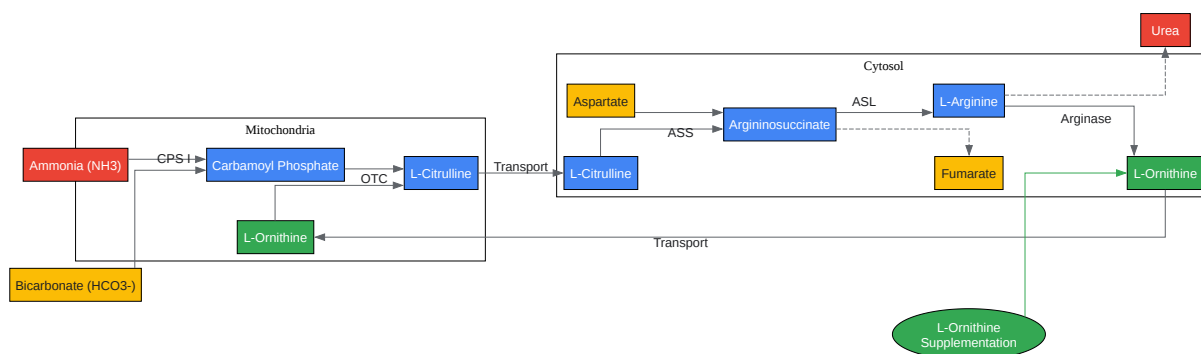 Urea
Cytosol
Aspartate
ASL
L-Arginine
Argininosuccinate
Arginase
ASS
Mitochondria
Ammonia (NH3)
CPS I
Carbamoyl Phosphate
OTC
L-Citrulline
Transport
L-Citrulline
Fumarate
L-Ornithine
L-Ornithine
Transport
Bicarbonate (HCO3-)
L-Ornithine
Supplementation